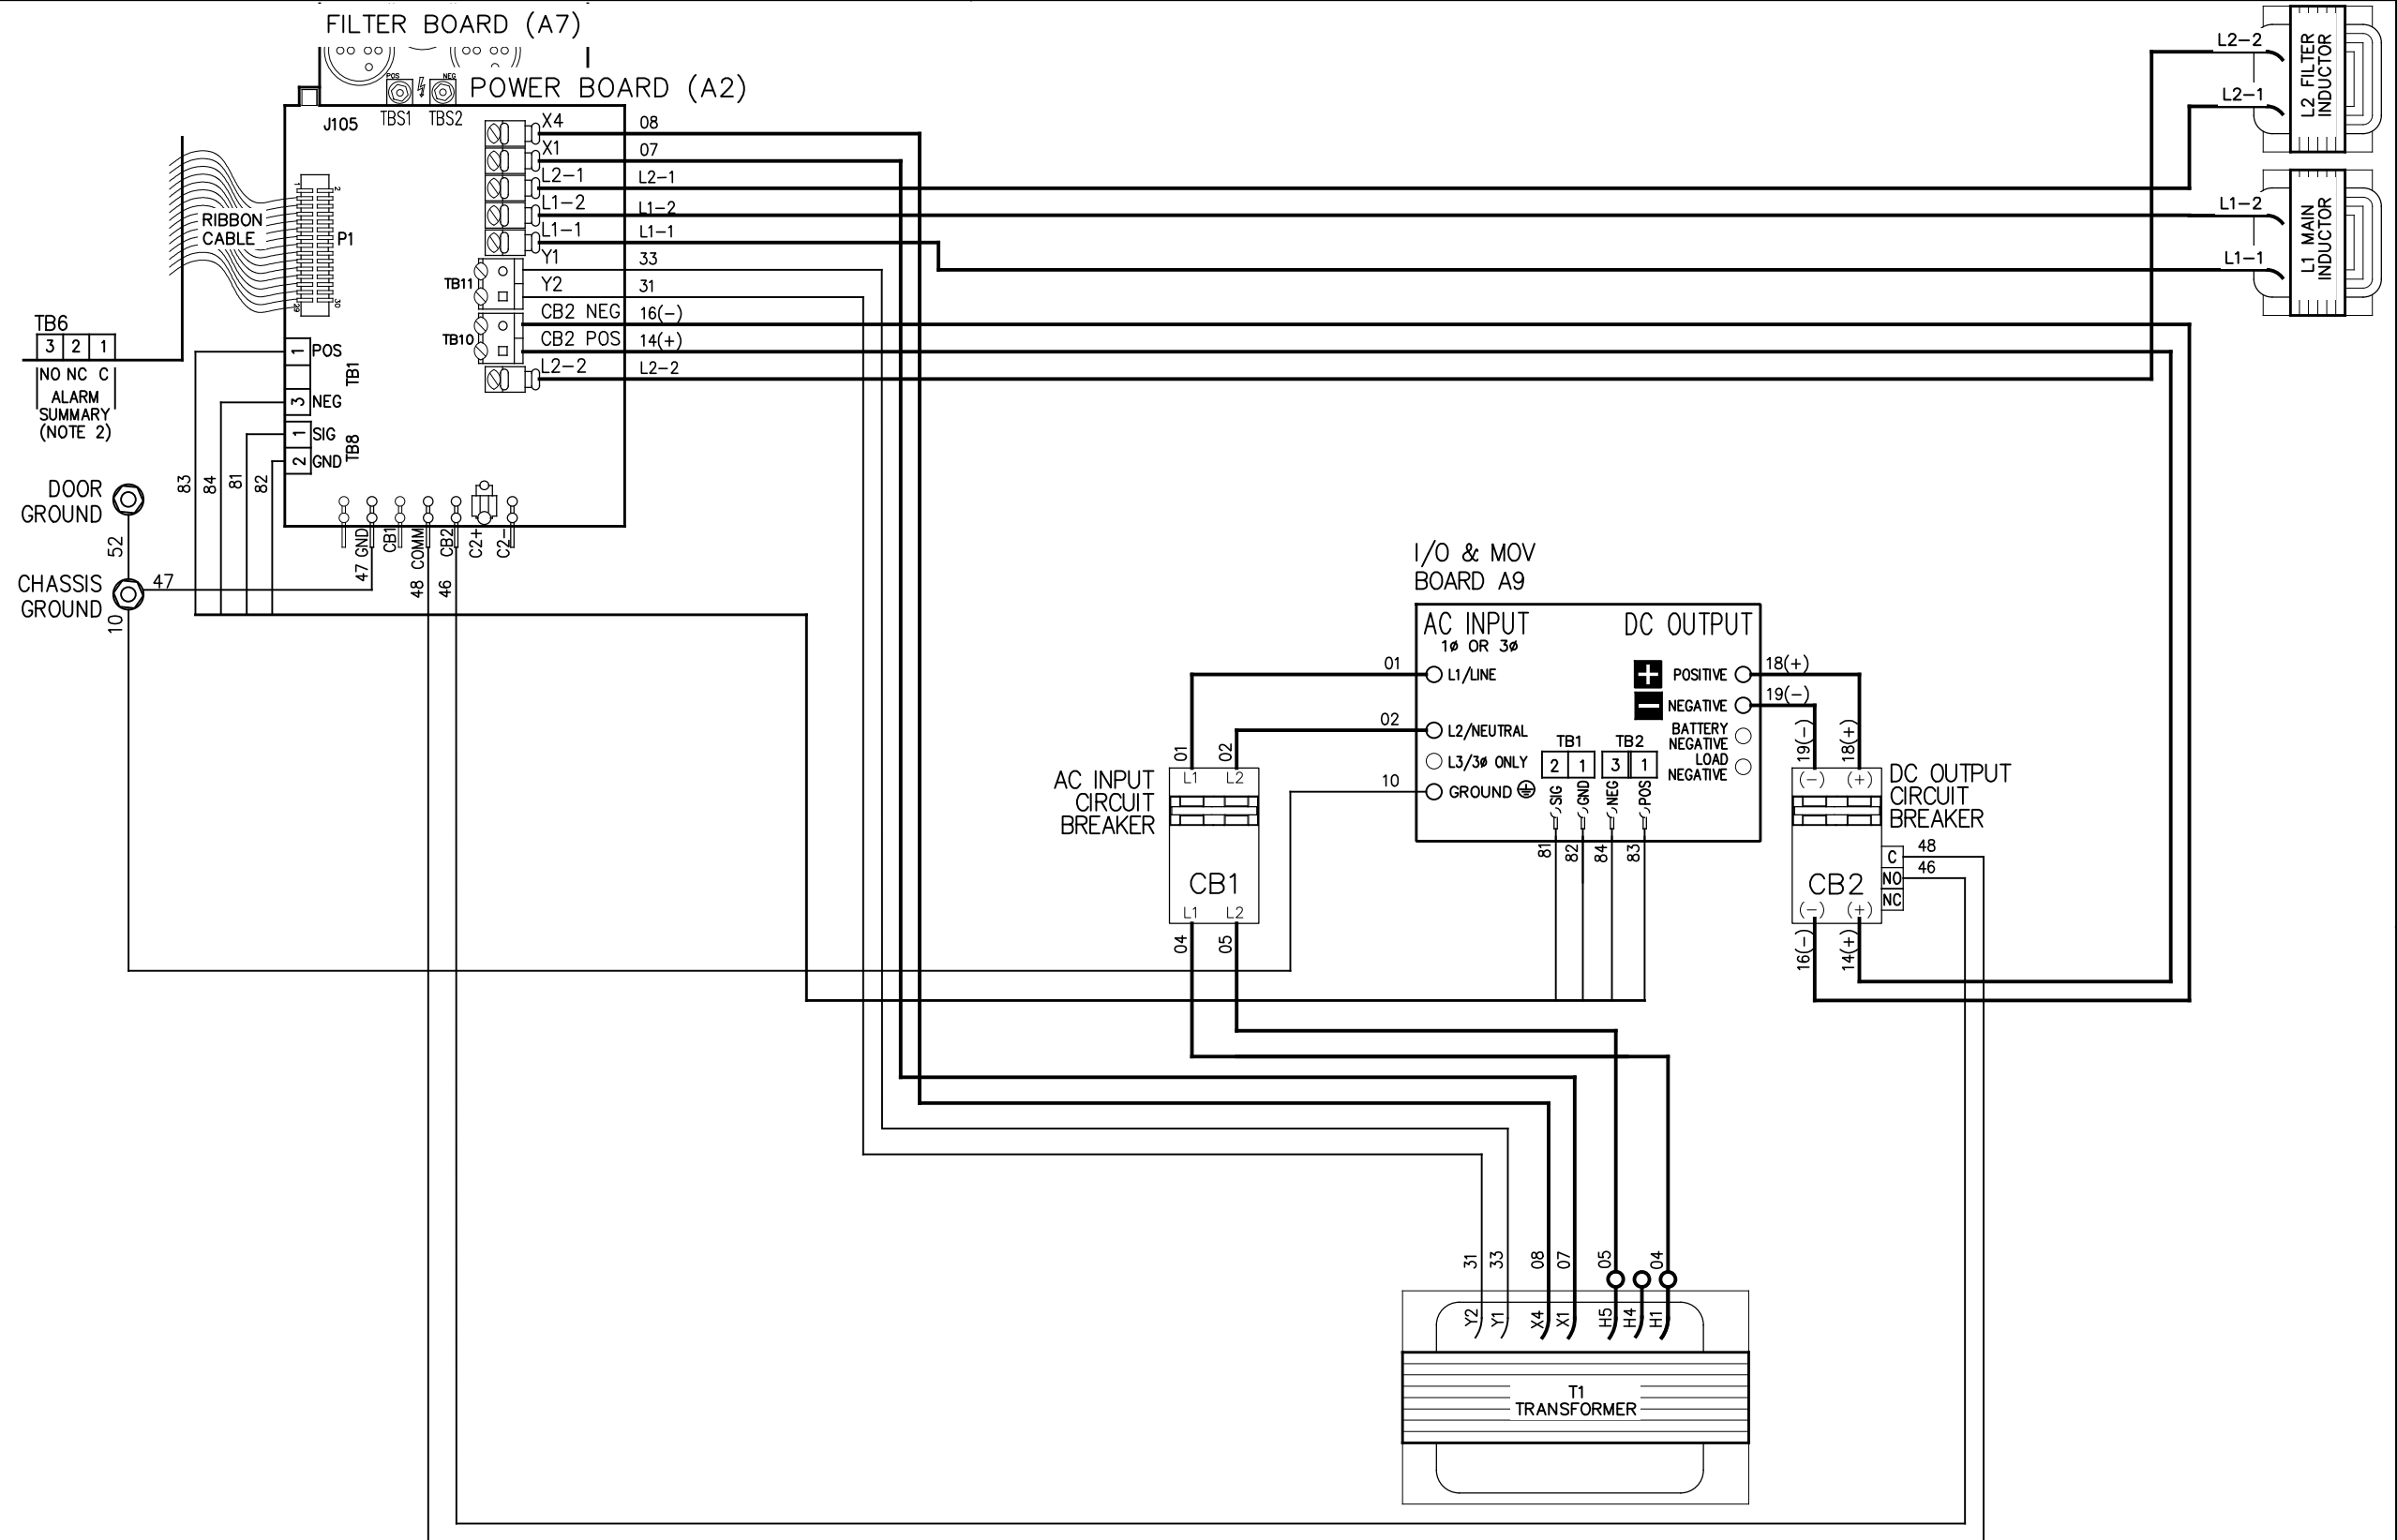 FILTER BOARD (A7)
POS
NEG
POWER BOARD (A2)
J105
TBS1
TBS2
X4
08
X1
07
L2-1
L2-1
L1-2
L1-2
L1-1
L1-1
Y1
33
TB11
Y2
31
CB2 NEG
16(-)
TB10
CB2 POS
14(+)
L2-2
L2-2
L2-2
L2-1
L2 FILTER
INDUCTOR
L1-2
L1-1
L1 MAIN
INDUCTOR
1
2
RIBBON
CABLE
P1
29
30
TB6
3 2 1
NO NC C
ALARM
SUMMARY
(NOTE 2)
1
POS
TB1
3
NEG
1
SIG
TB8
2
GND
83
84
81
82
DOOR
GROUND
52
CHASSIS
GROUND
47
10
47 GND
CB1
48 COMM
46 CB2
C2+
C2-
I/O & MOV
BOARD A9
AC INPUT
1ø OR 3ø
DC OUTPUT
01
L1/LINE
+
POSITIVE
18(+)
-
NEGATIVE
19(-)
02
L2/NEUTRAL
BATTERY
NEGATIVE
L3/3ø ONLY
LOAD
NEGATIVE
10
GROUND
TB1
TB2
2 1
3 1
SIG
GND
NEG
POS
81
82
84
83
01
02
L1
L2
AC INPUT
CIRCUIT
BREAKER
CB1
L1
L2
04
05
19(-)
18(+)
(-)
(+)
DC OUTPUT
CIRCUIT
BREAKER
C
48
NO
46
NC
CB2
(-)
(+)
16(-)
14(+)
31
33
08
07
05
04
Y2
Y1
X4
X1
H5
H4
H1
T1
TRANSFORMER